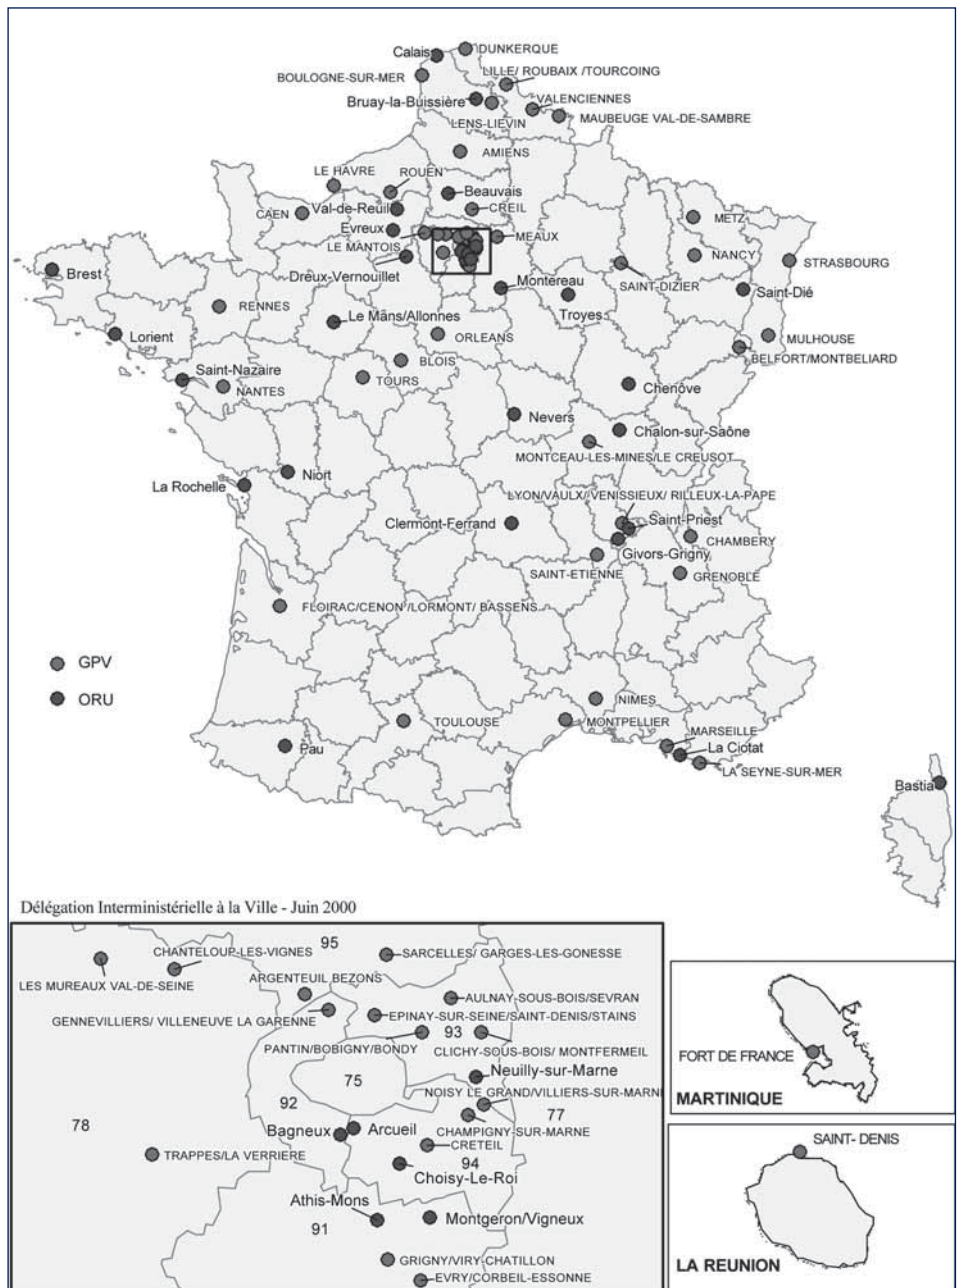 Calais
DUNKERQUE
BOULOGNE-SUR-MER
LILLE/ ROUBAIX /TOURCOING
Bruay-la-Buissière
VALENCIENNES
LENS-LIEVIN
MAUBEUGE VAL-DE-SAMBRE
AMIENS
LE HAVRE
ROUEN
Beauvais
CAEN
Val-de-Reuil
CREIL
METZ
Evreux
MEAUX
LE MANTOIS
NANCY
STRASBOURG
Brest
Dreux-Vernouillet
Montereau
SAINT-DIZIER
Saint-Dié
RENNES
Troyes
Le Mans/Allonnes
Lorient
ORLEANS
MULHOUSE
BLOIS
BELFORT/MONTBELIARD
Saint-Nazaire
TOURS
NANTES
Chenôve
Nevers
Chalon-sur-Saône
MONTCEAU-LES-MINES/LE CREUSOT
Niort
La Rochelle
LYON/VAULX/ VENISSIEUX/ RILLEUX-LA-PAPE
Clermont-Ferrand
Saint-Priest
CHAMBERY
Givors-Grigny
SAINT-ETIENNE
GRENOBLE
FLOIRAC/CENON /LORMONT/ BASSENS
GPV
ORU
NIMES
TOULOUSE
MONTPELLIER
MARSEILLE
Pau
La Ciotat
LA SEYNE-SUR-MER
Bastia
Délégation Interministérielle à la Ville - Juin 2000
95
CHANTELOUP-LES-VIGNES
SARCELLES/ GARGES-LES-GONESSE
LES MUREAUX VAL-DE-SEINE
ARGENTEUIL BEZONS
AULNAY-SOUS-BOIS/SEVRAN
GENNEVILLIERS/ VILLENEUVE LA GARENNE
EPINAY-SUR-SEINE/SAINT-DENIS/STAINS
93
PANTIN/BOBIGNY/BONDY
CLICHY-SOUS-BOIS/ MONTFERMEIL
75
Neuilly-sur-Marne
NOISY LE GRAND/VILLIERS-SUR-MARNE
92
77
78
Bagneux
Arcueil
CHAMPIGNY-SUR-MARNE
CRETEIL
TRAPPES/LA VERRIERE
94
Choisy-Le-Roi
Athis-Mons
91
Montgeron/Vigneux
GRIGNY/VIRY-CHATILLON
EVRY/CORBEIL-ESSONNE
FORT DE FRANCE
MARTINIQUE
SAINT- DENIS
LA REUNION